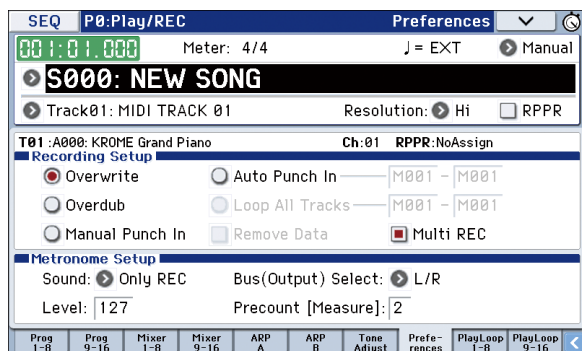 SEQ P0:Play/REC Preferences
001:01.000 Meter: 4/4 ♩= EXT Manual
S000: NEW SONG
Track01: MIDI TRACK 01 Resolution: Hi RPPR
T01 :A000: KROME Grand Piano Ch:01 RPPR:NoAssign
Recording Setup
Overwrite Auto Punch In M001 - M001
Overdub Loop All Tracks M001 - M001
Manual Punch In Remove Data Multi REC
Metronome Setup
Sound: Only REC Bus(Output) Select: L/R
Level: 127 Precount [Measure]: 2
Prog 1-8 Prog 9-16 Mixer 1-8 Mixer 9-16 ARP A ARP B Tone Adjust Prefe-rences PlayLoop 1-8 PlayLoop 9-16